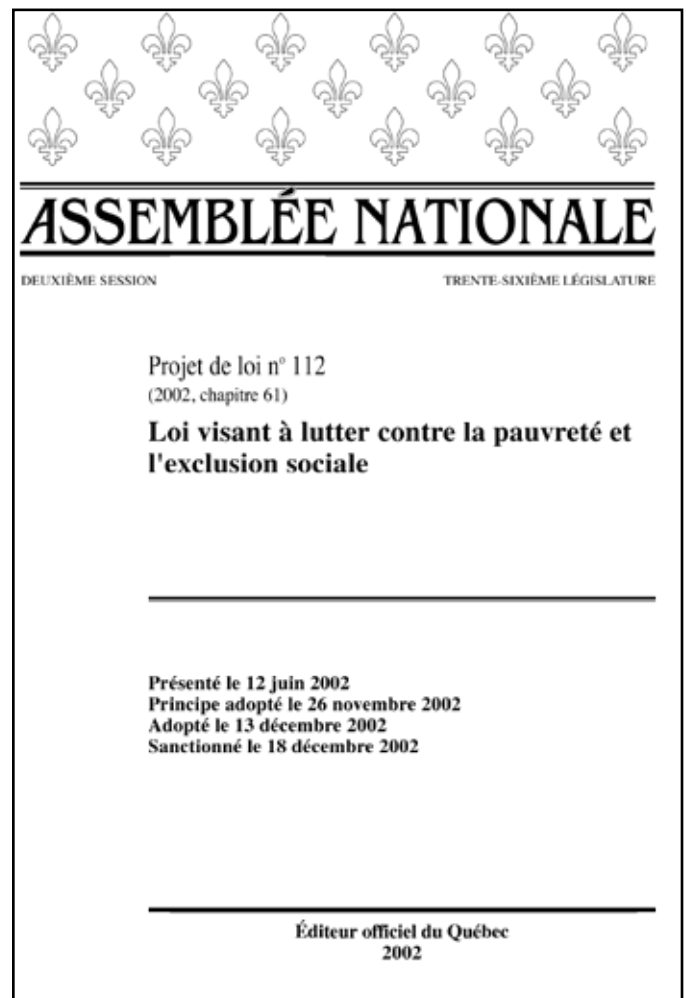 ASSEMBLÉE NATIONALE
DEUXIÈME SESSION TRENTE-SIXIÈME LÉGISLATURE
Projet de loi nº 112
(2002, chapitre 61)
Loi visant à lutter contre la pauvreté et
l'exclusion sociale
Présenté le 12 juin 2002
Principe adopté le 26 novembre 2002
Adopté le 13 décembre 2002
Sanctionné le 18 décembre 2002
Éditeur officiel du Québec
2002